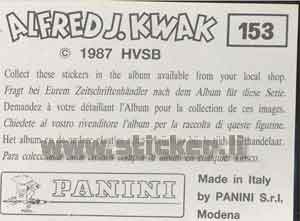 ALFRED J. KWAK
153
© 1987 HVSB
Collect these stickers in the album available from your local shop.
Fragt bei Eurem Zeitschriftenhändler nach dem Album für diese Serie.
Demandez à votre détaillant l'Album pour la collection de ces images.
Chiedete al vostro rivenditore l'album per la raccolta di queste figurine.
Het album
Para
en cualquier kiosco.
www.sticker.li
PANINI
Made in Italy
by PANINI S.r.l.
Modena